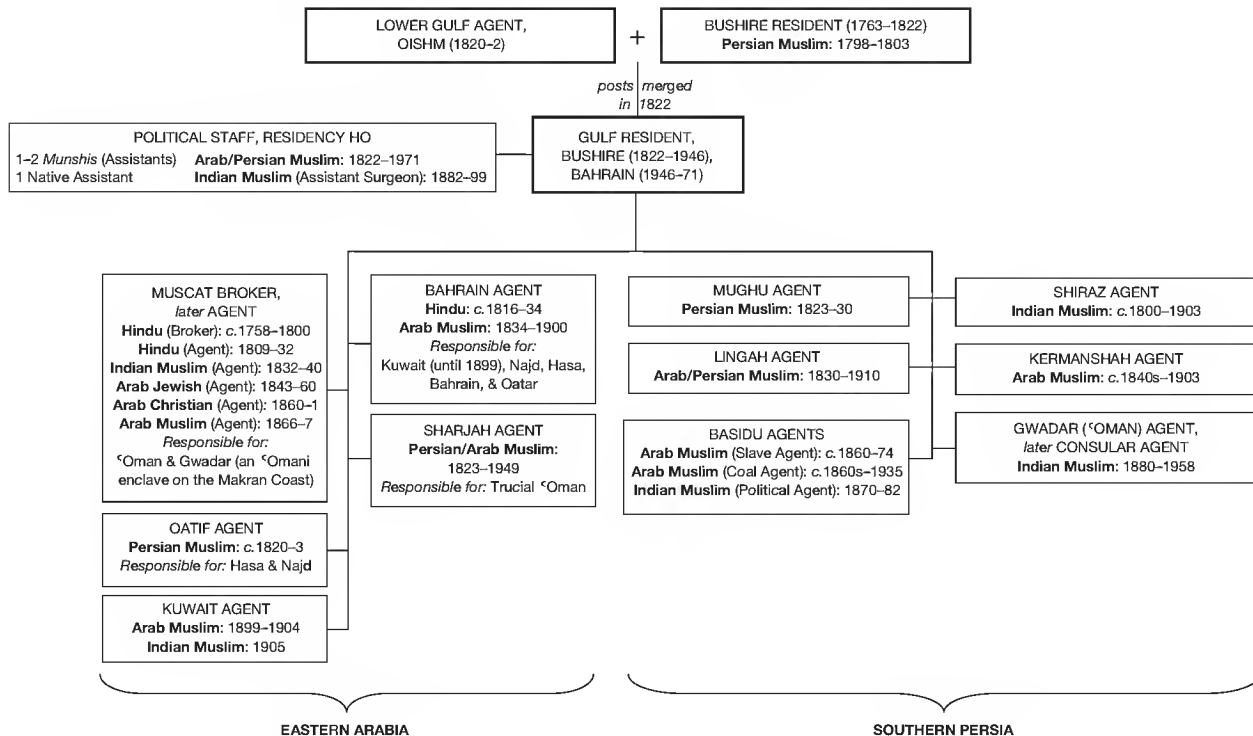 LOWER GULF AGENT,
OISHM (1820–2)
+
BUSHIRE RESIDENT (1763–1822)
Persian Muslim: 1798–1803
posts merged
in 1822
POLITICAL STAFF, RESIDENCY HO
1–2 Munshis (Assistants) Arab/Persian Muslim: 1822–1971
1 Native Assistant Indian Muslim (Assistant Surgeon): 1882–99
GULF RESIDENT,
BUSHIRE (1822–1946),
BAHRAIN (1946–71)
MUSCAT BROKER,
later AGENT
Hindu (Broker): c.1758–1800
Hindu (Agent): 1809–32
Indian Muslim (Agent): 1832–40
Arab Jewish (Agent): 1843–60
Arab Christian (Agent): 1860–1
Arab Muslim (Agent): 1866–7
Responsible for:
ʿOman & Gwadar (an ʿOmani
enclave on the Makran Coast)
BAHRAIN AGENT
Hindu: c.1816–34
Arab Muslim: 1834–1900
Responsible for:
Kuwait (until 1899), Najd, Hasa,
Bahrain, & Oatar
SHARJAH AGENT
Persian/Arab Muslim:
1823–1949
Responsible for: Trucial ʿOman
OATIF AGENT
Persian Muslim: c.1820–3
Responsible for: Hasa & Najd
KUWAIT AGENT
Arab Muslim: 1899–1904
Indian Muslim: 1905
MUGHU AGENT
Persian Muslim: 1823–30
SHIRAZ AGENT
Indian Muslim: c.1800–1903
LINGAH AGENT
Arab/Persian Muslim: 1830–1910
KERMANSHAH AGENT
Arab Muslim: c.1840s–1903
BASIDU AGENTS
Arab Muslim (Slave Agent): c.1860–74
Arab Muslim (Coal Agent): c.1860s–1935
Indian Muslim (Political Agent): 1870–82
GWADAR (ʿOMAN) AGENT,
later CONSULAR AGENT
Indian Muslim: 1880–1958
EASTERN ARABIA
SOUTHERN PERSIA